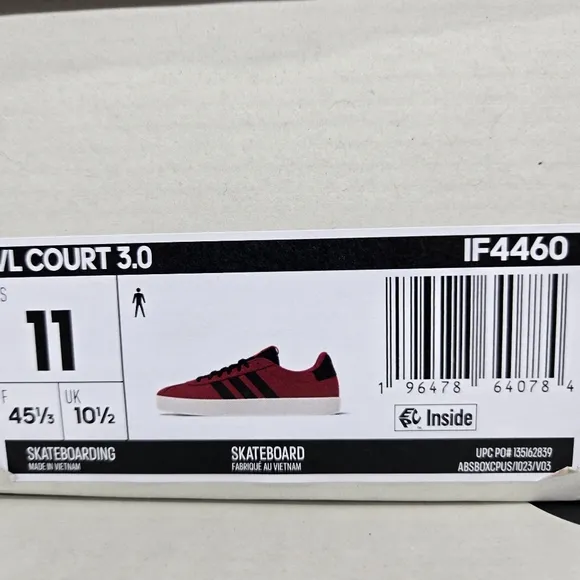 VL COURT 3.0 IF4460
S
11
F
45⅓
UK
10½
1 96478 64078 4
Inside
SKATEBOARDING
MADE IN VIETNAM
SKATEBOARD
FABRIQUÉ AU VIETNAM
UPC PO# 135162839
ABSBOXCPUS/1023/V03